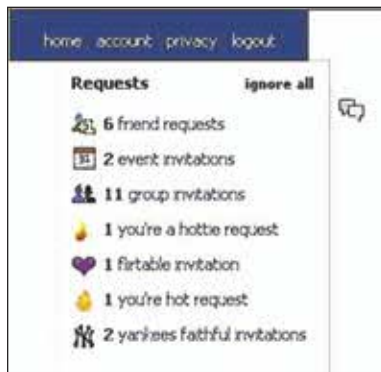 home account privacy logout
Requests ignore all
6 friend requests
31 2 event invitations
11 group invitations
1 you're a hottie request
1 flirtable invitation
1 you're hot request
2 yankees faithful invitations